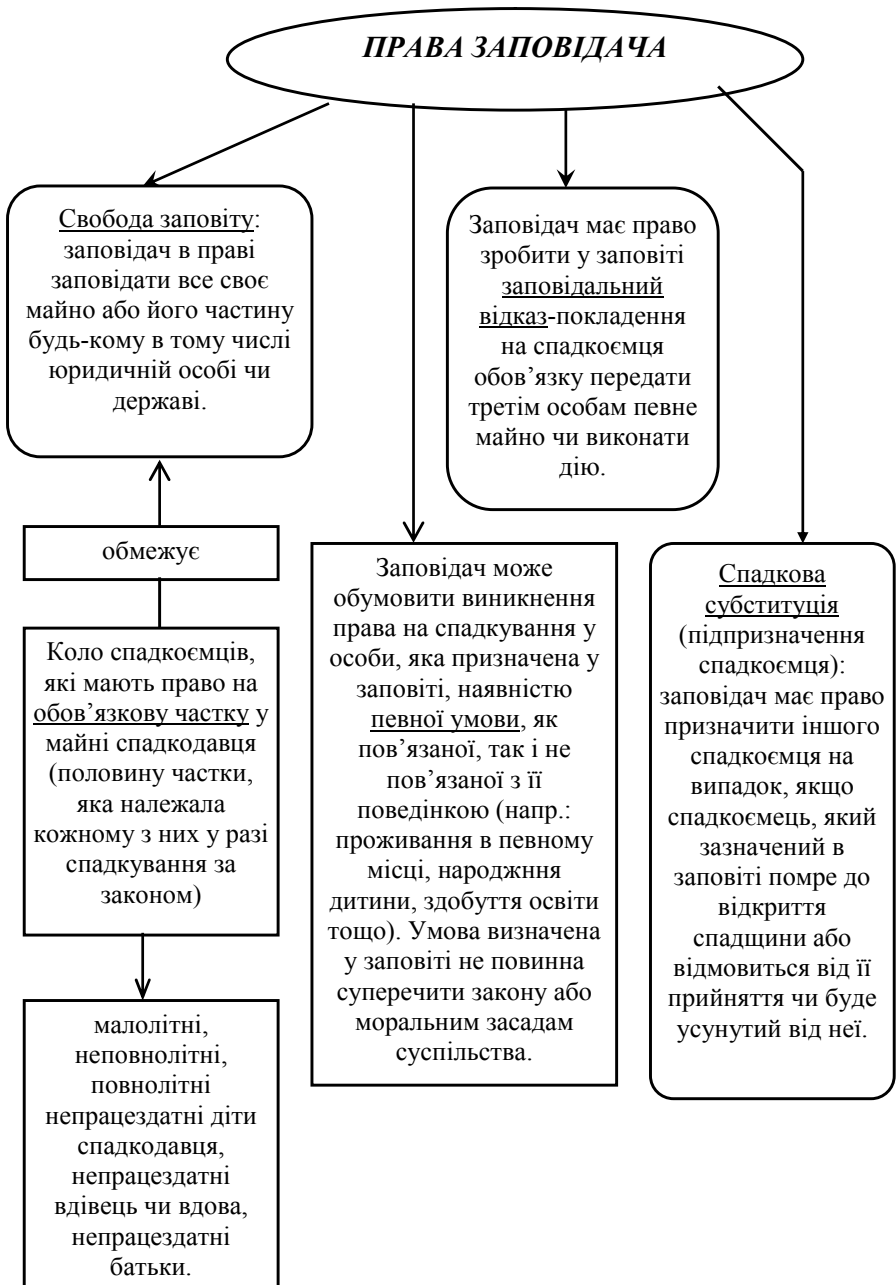 ПРАВА ЗАПОВІДАЧА
Свобода заповіту:
заповідач в праві
заповідати все своє
майно або його частину
будь-кому в тому числі
юридичній особі чи
державі.
обмежує
Коло спадкоємців,
які мають право на
обов’язкову частку у
майні спадкодавця
(половину частки,
яка належала
кожному з них у разі
спадкування за
законом)
малолітні,
неповнолітні,
повнолітні
непрацездатні діти
спадкодавця,
непрацездатні
вдівець чи вдова,
непрацездатні
батьки.
Заповідач може
обумовити виникнення
права на спадкування у
особи, яка призначена у
заповіті, наявністю
певної умови, як
пов’язаної, так і не
пов’язаної з її
поведінкою (напр.:
проживання в певному
місці, народжння
дитини, здобуття освіти
тощо). Умова визначена
у заповіті не повинна
суперечити закону або
моральним засадам
суспільства.
Заповідач має право
зробити у заповіті
заповідальний
відказ-покладення
на спадкоємця
обов’язку передати
третім особам певне
майно чи виконати
дію.
Спадкова
субституція
(підпризначення
спадкоємця):
заповідач має право
призначити іншого
спадкоємця на
випадок, якщо
спадкоємець, який
зазначений в
заповіті помре до
відкриття
спадщини або
відмовиться від її
прийняття чи буде
усунутий від неї.